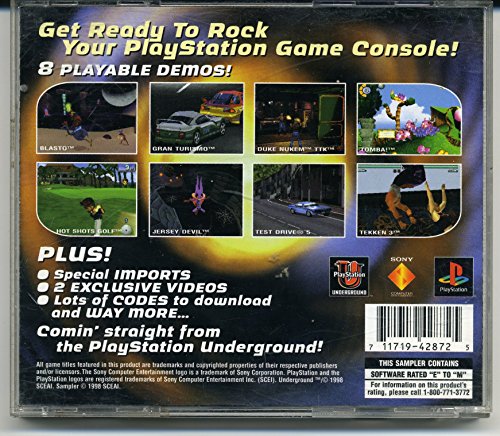 Get Ready To Rock
Your PlayStation Game Console!
8 PLAYABLE DEMOS!
BLASTO™
GRAN TURISMO™
DUKE NUKEM TTK™
TOMBA!™
HOT SHOTS GOLF™
JERSEY DEVIL™
TEST DRIVE® 5
TEKKEN 3™
PLUS!
● Special IMPORTS
● 2 EXCLUSIVE VIDEOS
● Lots of CODES to download
and WAY MORE...
Comin' straight from
the PlayStation Underground!
U
PlayStation
UNDERGROUND
SONY
COMPUTER
ENTERTAINMENT
PlayStation
7 11719-42872 5
THIS SAMPLER CONTAINS
SOFTWARE RATED "E" TO "M"
For information on this product's
rating, please call 1-800-771-3772
All game titles featured in this product are trademarks and copyrighted properties of their respective publishers
and/or licensors. The Sony Computer Entertainment logo is a trademark of Sony Corporation. PlayStation and the
PlayStation logos are registered trademarks of Sony Computer Entertainment Inc. (SCEI). Underground ™/© 1998
SCEAI. Sampler © 1998 SCEAI.